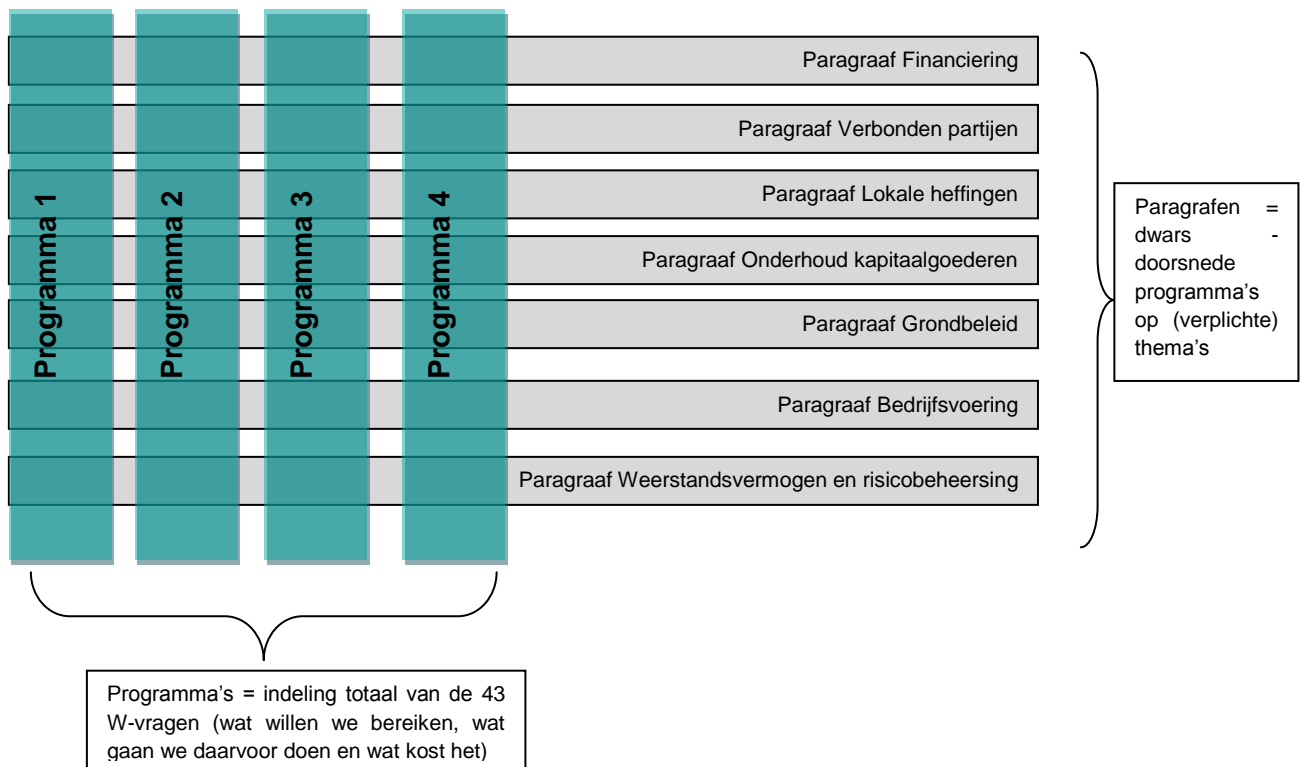 Paragraaf Financiering
Paragraaf Verbonden partijen
Paragraaf Lokale heffingen
Paragraaf Onderhoud kapitaalgoederen
Paragraaf Grondbeleid
Paragraaf Bedrijfsvoering
Paragraaf Weerstandsvermogen en risicobeheersing
Programma 1
Programma 2
Programma 3
Programma 4
Paragrafen =
dwars -
doorsnede
programma’s
op (verplichte)
thema’s
Programma’s = indeling totaal van de 43
W-vragen (wat willen we bereiken, wat
gaan we daarvoor doen en wat kost het)